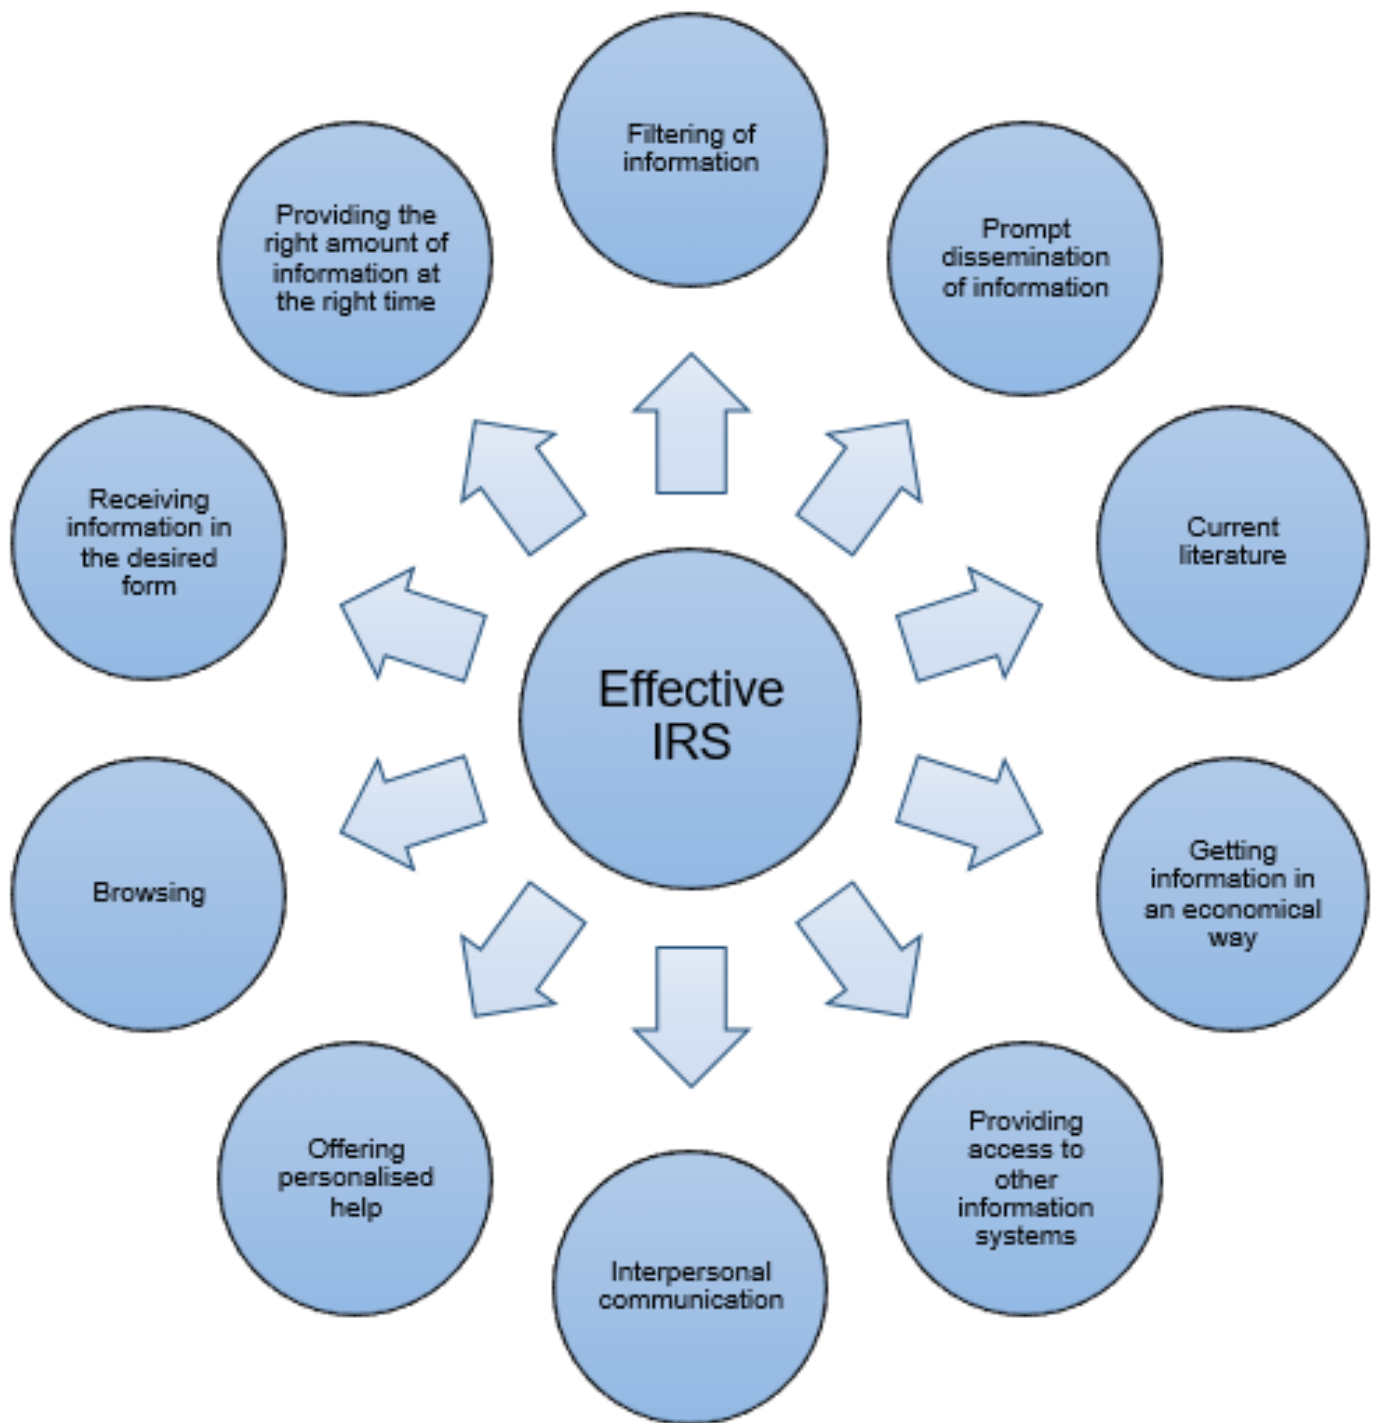 Filtering of
information
Prompt
dissemination
of information
Current
literature
Getting
information in
an economical
way
Providing
access to
other
information
systems
Interpersonal
communication
Offering
personalised
help
Browsing
Receiving
information in
the desired
form
Providing the
right amount of
information at
the right time
Effective
IRS